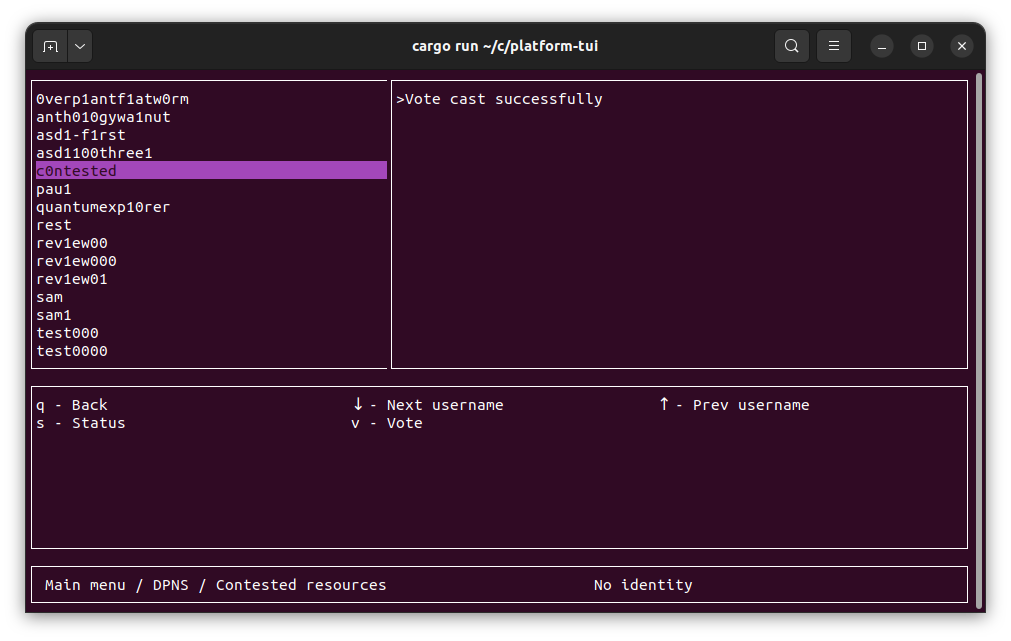 cargo run ~/c/platform-tui
0verp1antf1atw0rm
anth010gywa1nut
asd1-f1rst
asd1100three1
c0ntested
pau1
quantumexp10rer
rest
rev1ew00
rev1ew000
rev1ew01
sam
sam1
test000
test0000
>Vote cast successfully
q - Back ↓ - Next username ↑ - Prev username
s - Status v - Vote
Main menu / DPNS / Contested resources No identity